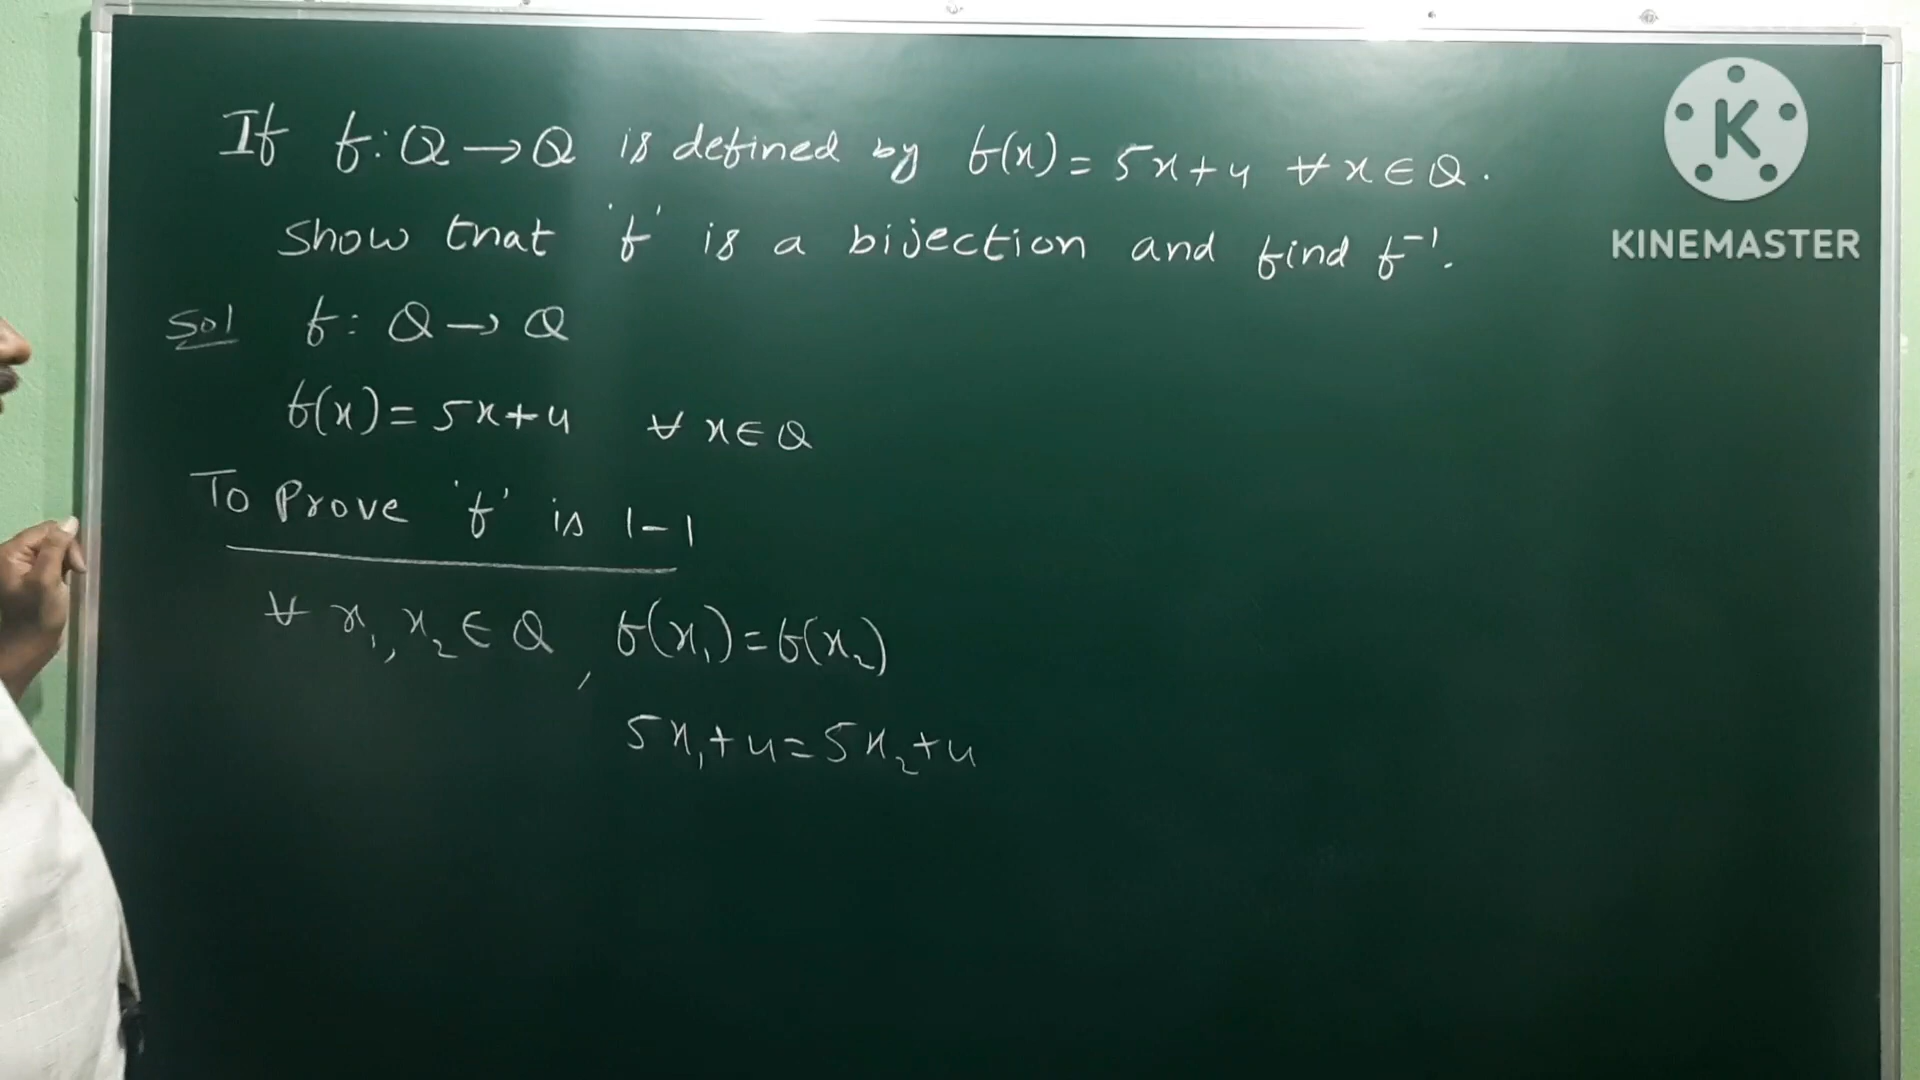 If f: Q → Q is defined by f(x) = 5x+4 ∀ x ∈ Q.
Show that 'f' is a bijection and find f⁻¹.
Sol f: Q → Q
f(x) = 5x+4 ∀ x ∈ Q
To Prove 'f' is 1-1
∀ x₁, x₂ ∈ Q, f(x₁) = f(x₂)
5x₁+4 = 5x₂+4
K
KINEMASTER